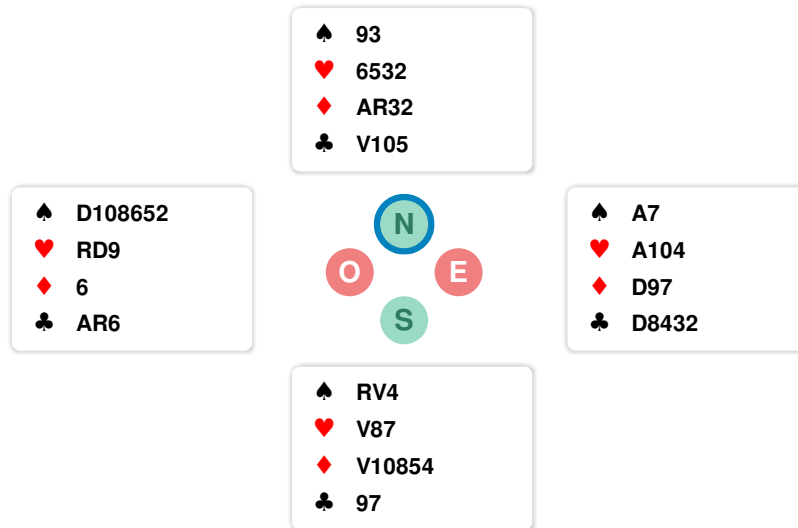 ♠ 93
♥ 6532
♦ AR32
♣ V105
♠ D108652
♥ RD9
♦ 6
♣ AR6
N
O E
S
♠ A7
♥ A104
♦ D97
♣ D8432
♠ RV4
♥ V87
♦ V10854
♣ 97